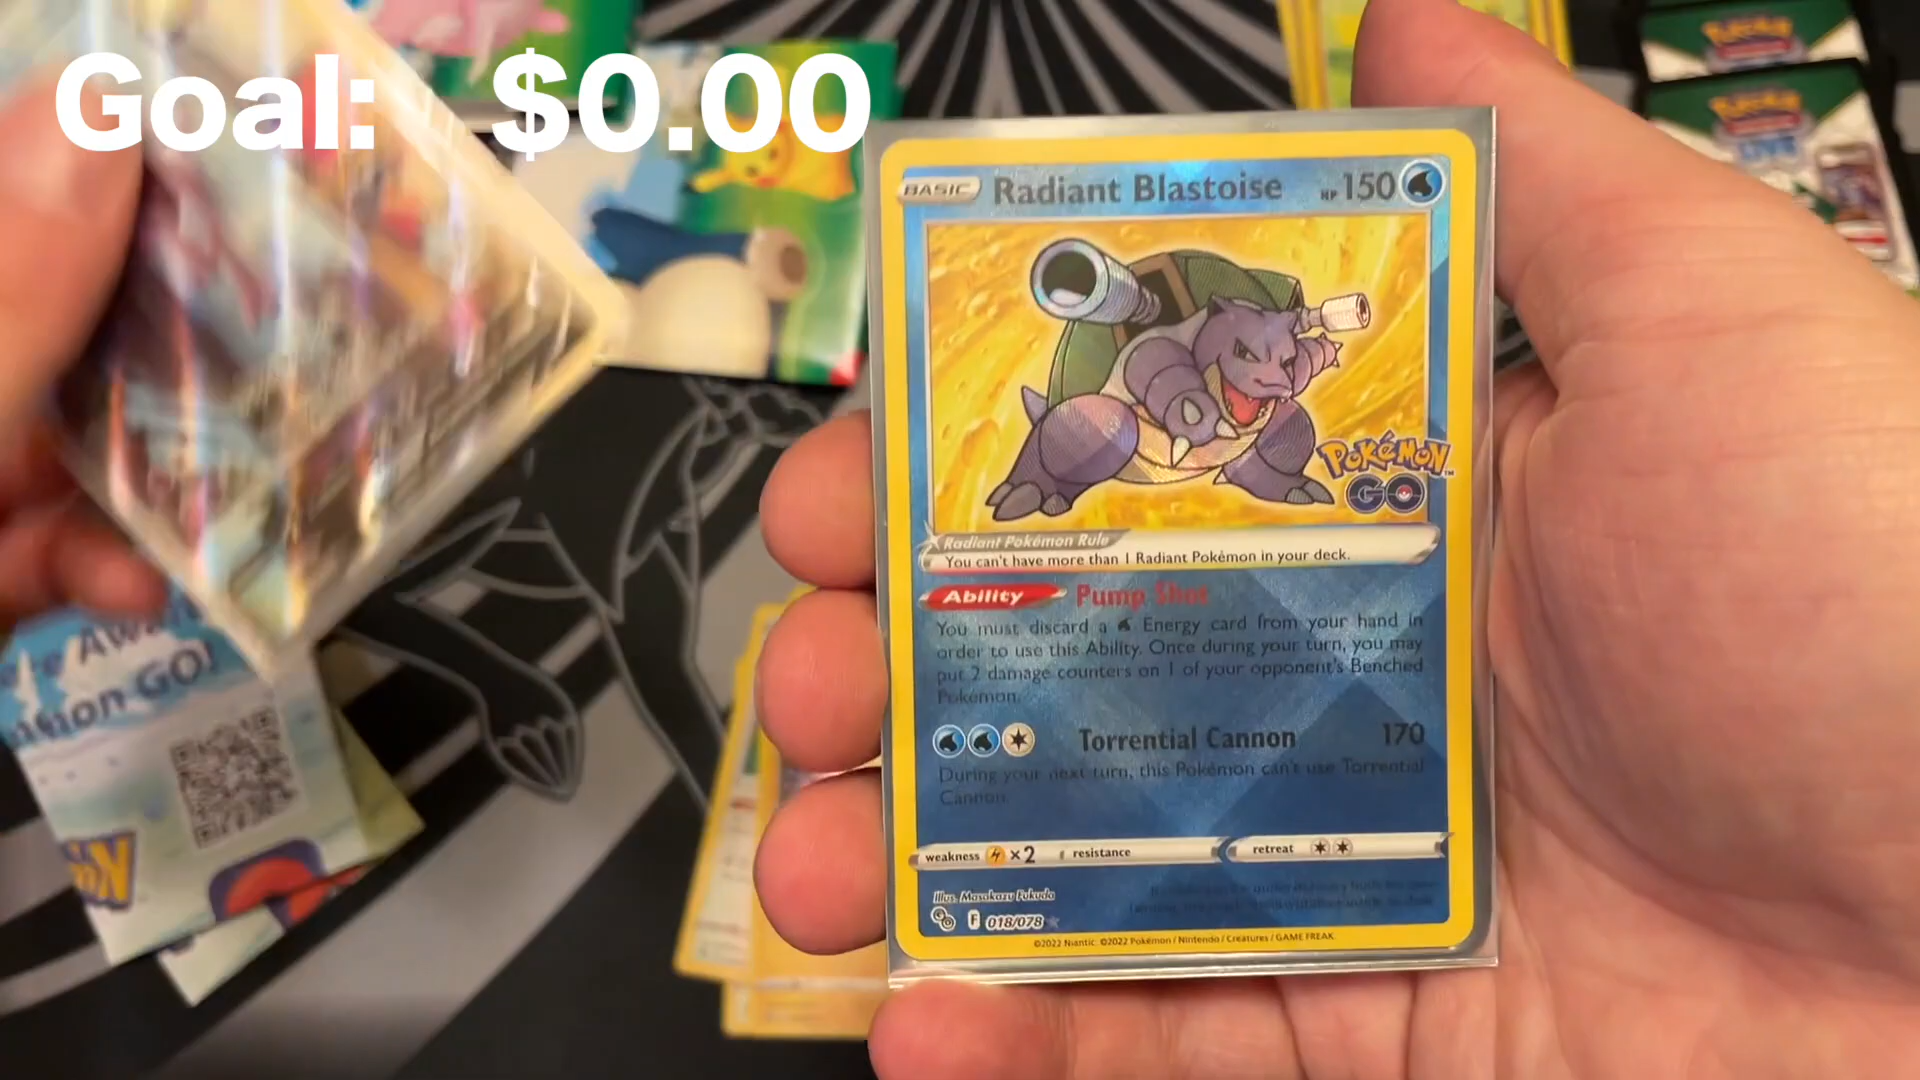 Goal: $0.00
BASIC Radiant Blastoise HP 150
POKÉMON
GO
Radiant Pokémon Rule
You can't have more than 1 Radiant Pokémon in your deck.
Ability Pump Shot
You must discard a Energy card from your hand in
order to use this Ability. Once during your turn, you may
put 2 damage counters on 1 of your opponent's Benched
Pokémon.
Torrential Cannon 170
During your next turn, this Pokémon can't use Torrential
Cannon.
weakness ×2 resistance retreat
Illus. Masakazu Fukuda
F 018/078
©2022 Niantic. ©2022 Pokémon / Nintendo / Creatures / GAME FREAK.
Pokémon
Pokémon
LIVE
GO!